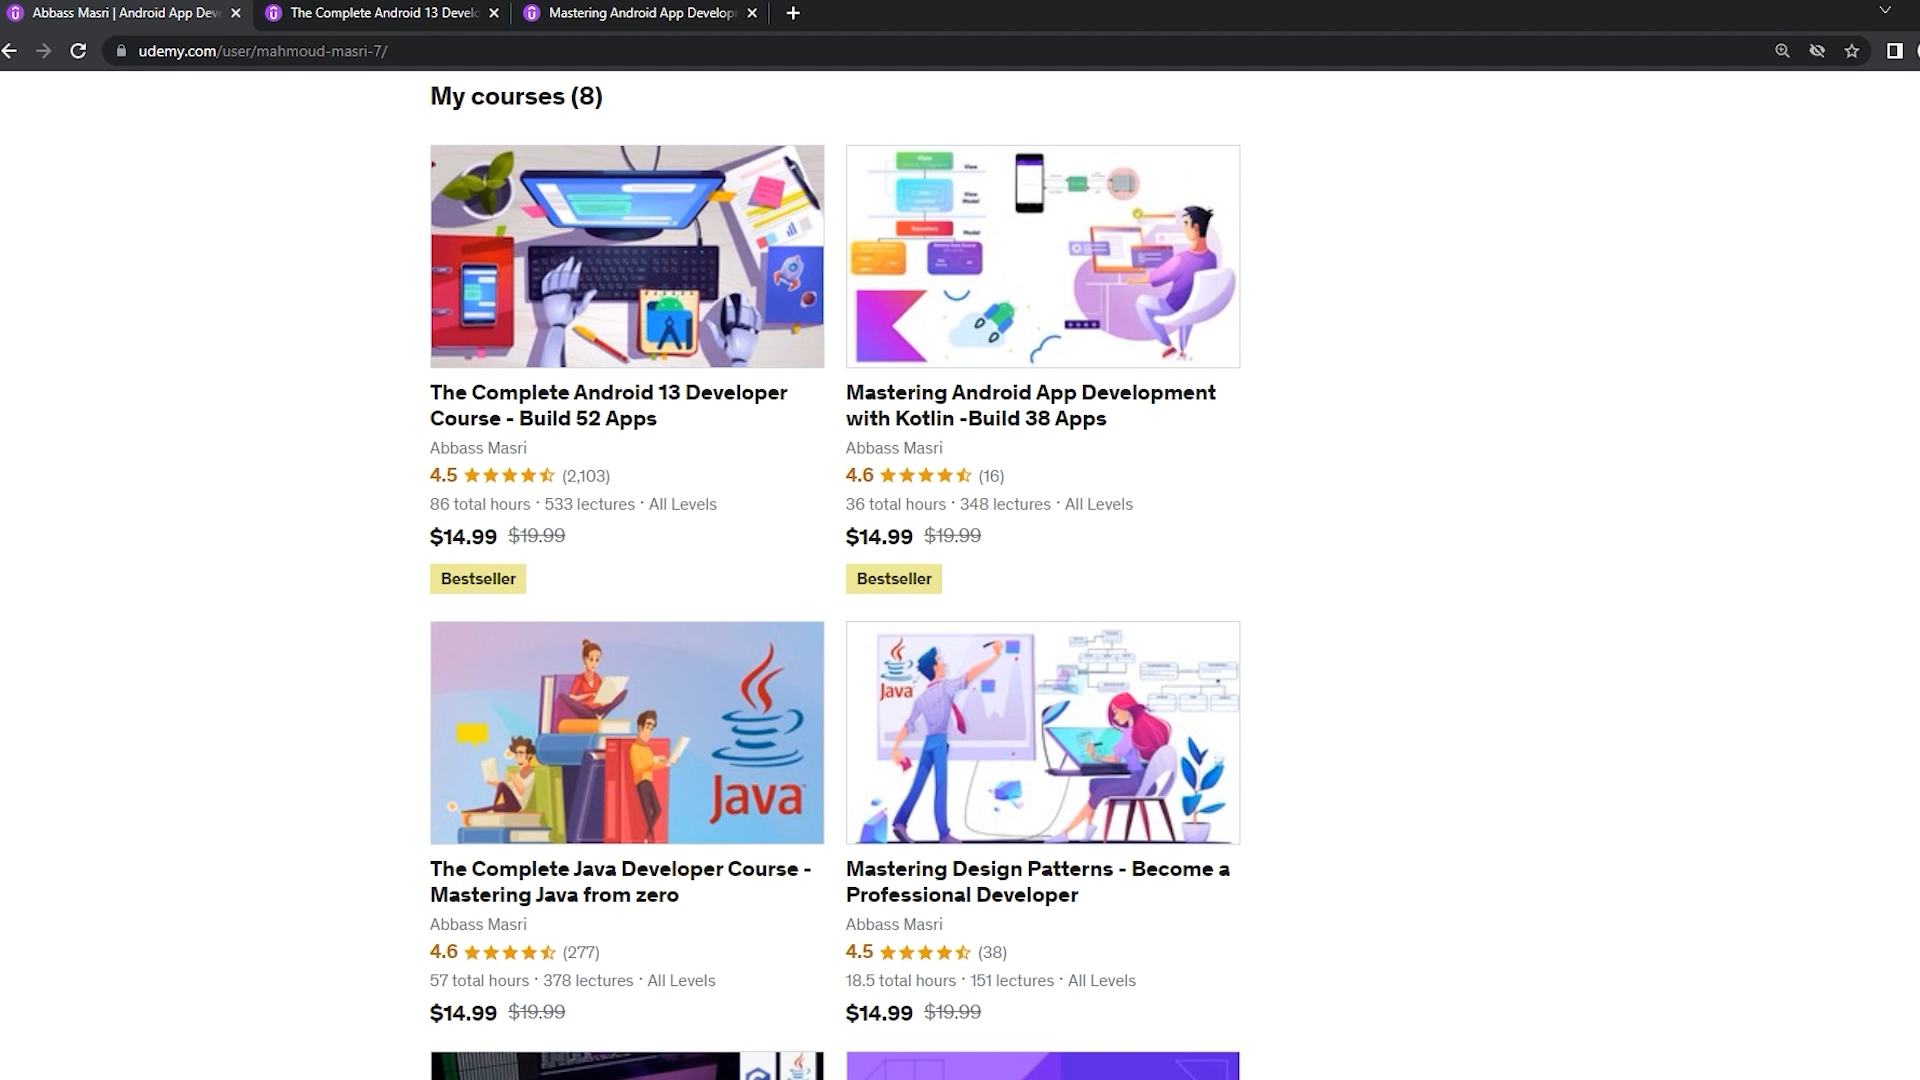 Abbass Masri | Android App Dev
The Complete Android 13 Develo
Mastering Android App Develop
udemy.com/user/mahmoud-masri-7/
My courses (8)
View
View
View
Model
Repository
Model
The Complete Android 13 Developer
Course - Build 52 Apps
Abbass Masri
4.5 (2,103)
86 total hours · 533 lectures · All Levels
$14.99 $19.99
Bestseller
Mastering Android App Development
with Kotlin -Build 38 Apps
Abbass Masri
4.6 (16)
36 total hours · 348 lectures · All Levels
$14.99 $19.99
Bestseller
Java
The Complete Java Developer Course -
Mastering Java from zero
Abbass Masri
4.6 (277)
57 total hours · 378 lectures · All Levels
$14.99 $19.99
Java
Mastering Design Patterns - Become a
Professional Developer
Abbass Masri
4.5 (38)
18.5 total hours · 151 lectures · All Levels
$14.99 $19.99